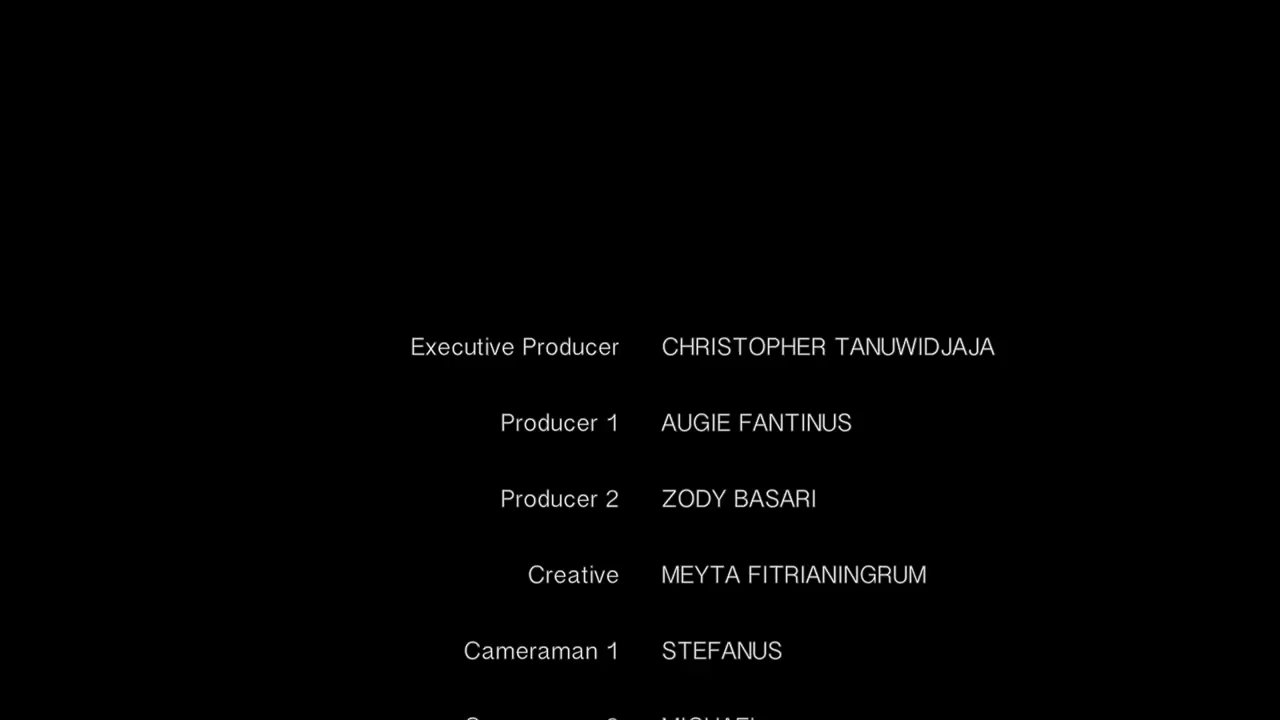 Executive Producer CHRISTOPHER TANUWIDJAJA
Producer 1 AUGIE FANTINUS
Producer 2 ZODY BASARI
Creative MEYTA FITRIANINGRUM
Cameraman 1 STEFANUS